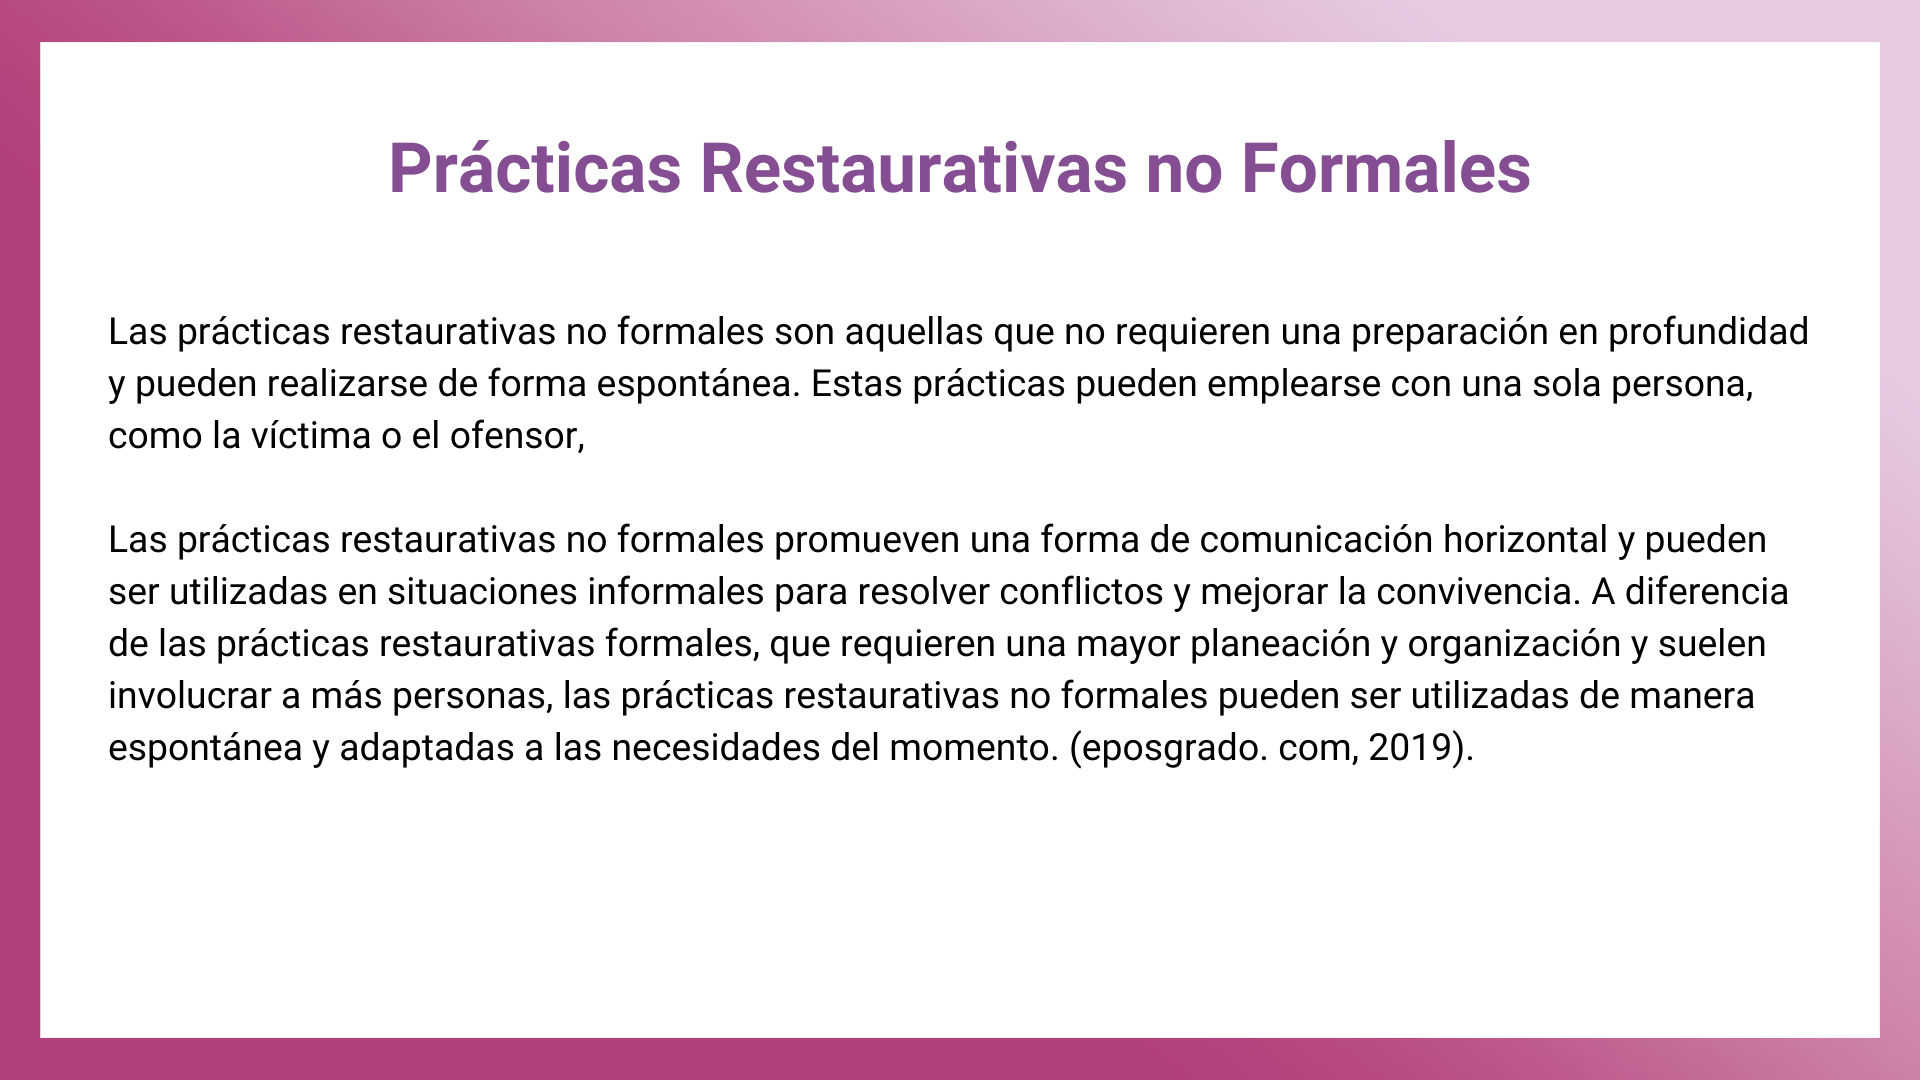 Prácticas Restaurativas no Formales
Las prácticas restaurativas no formales son aquellas que no requieren una preparación en profundidad
y pueden realizarse de forma espontánea. Estas prácticas pueden emplearse con una sola persona,
como la víctima o el ofensor,
Las prácticas restaurativas no formales promueven una forma de comunicación horizontal y pueden
ser utilizadas en situaciones informales para resolver conflictos y mejorar la convivencia. A diferencia
de las prácticas restaurativas formales, que requieren una mayor planeación y organización y suelen
involucrar a más personas, las prácticas restaurativas no formales pueden ser utilizadas de manera
espontánea y adaptadas a las necesidades del momento. (eposgrado. com, 2019).